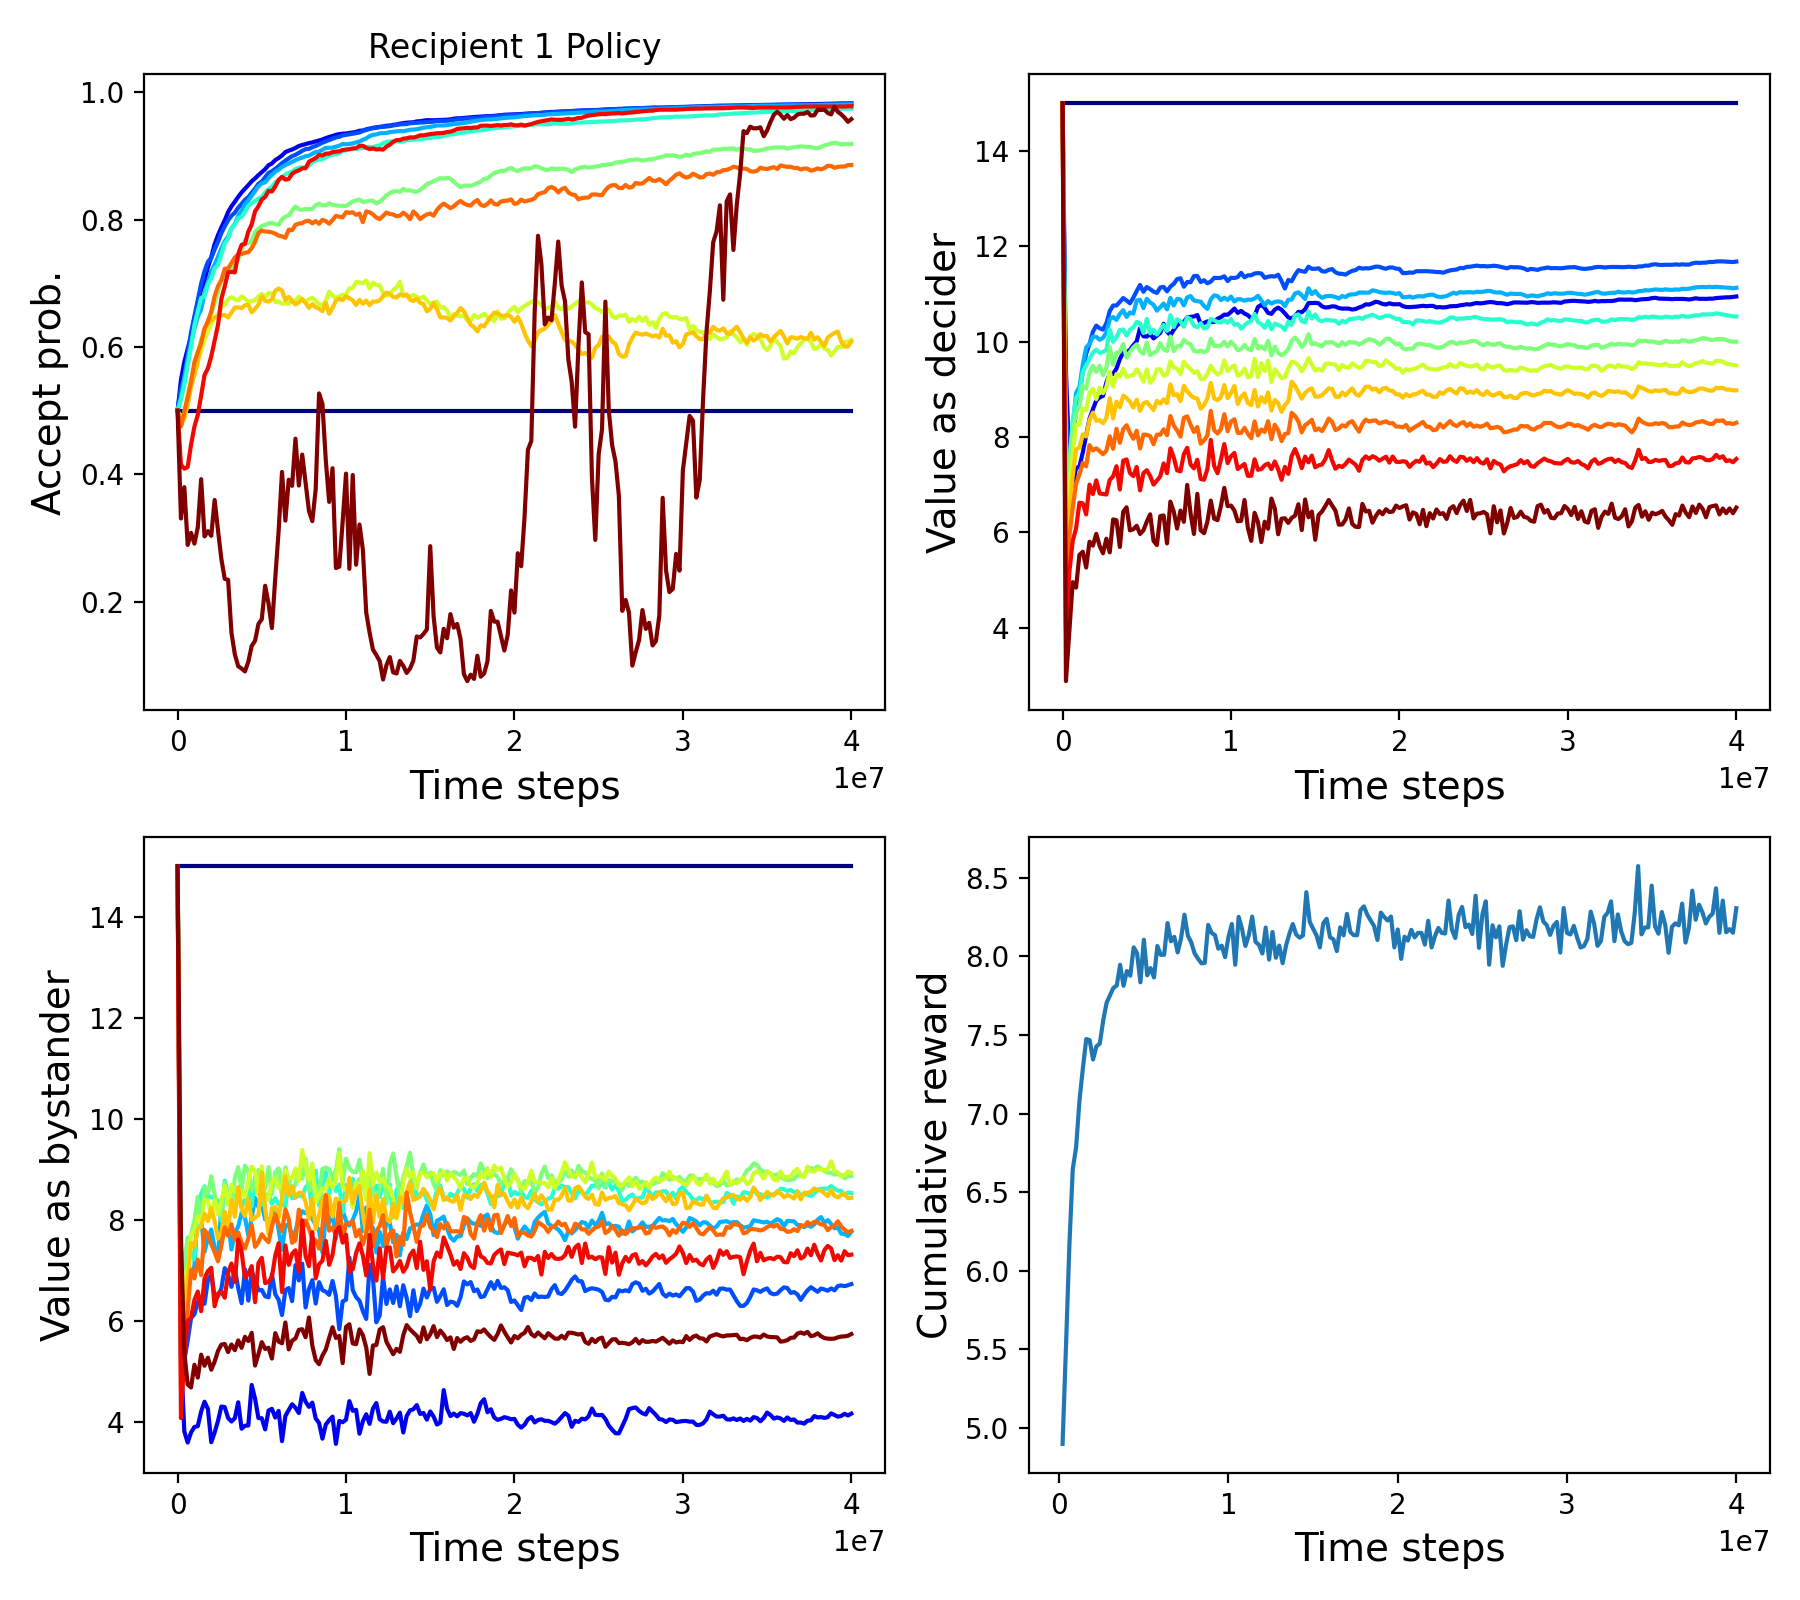 Recipient 1 Policy
Accept prob.
1.0
0.8
0.6
0.4
0.2
0 1 2 3 4
1e7
Time steps
Value as decider
14
12
10
8
6
4
0 1 2 3 4
1e7
Time steps
Value as bystander
14
12
10
8
6
4
0 1 2 3 4
1e7
Time steps
Cumulative reward
8.5
8.0
7.5
7.0
6.5
6.0
5.5
5.0
0 1 2 3 4
1e7
Time steps